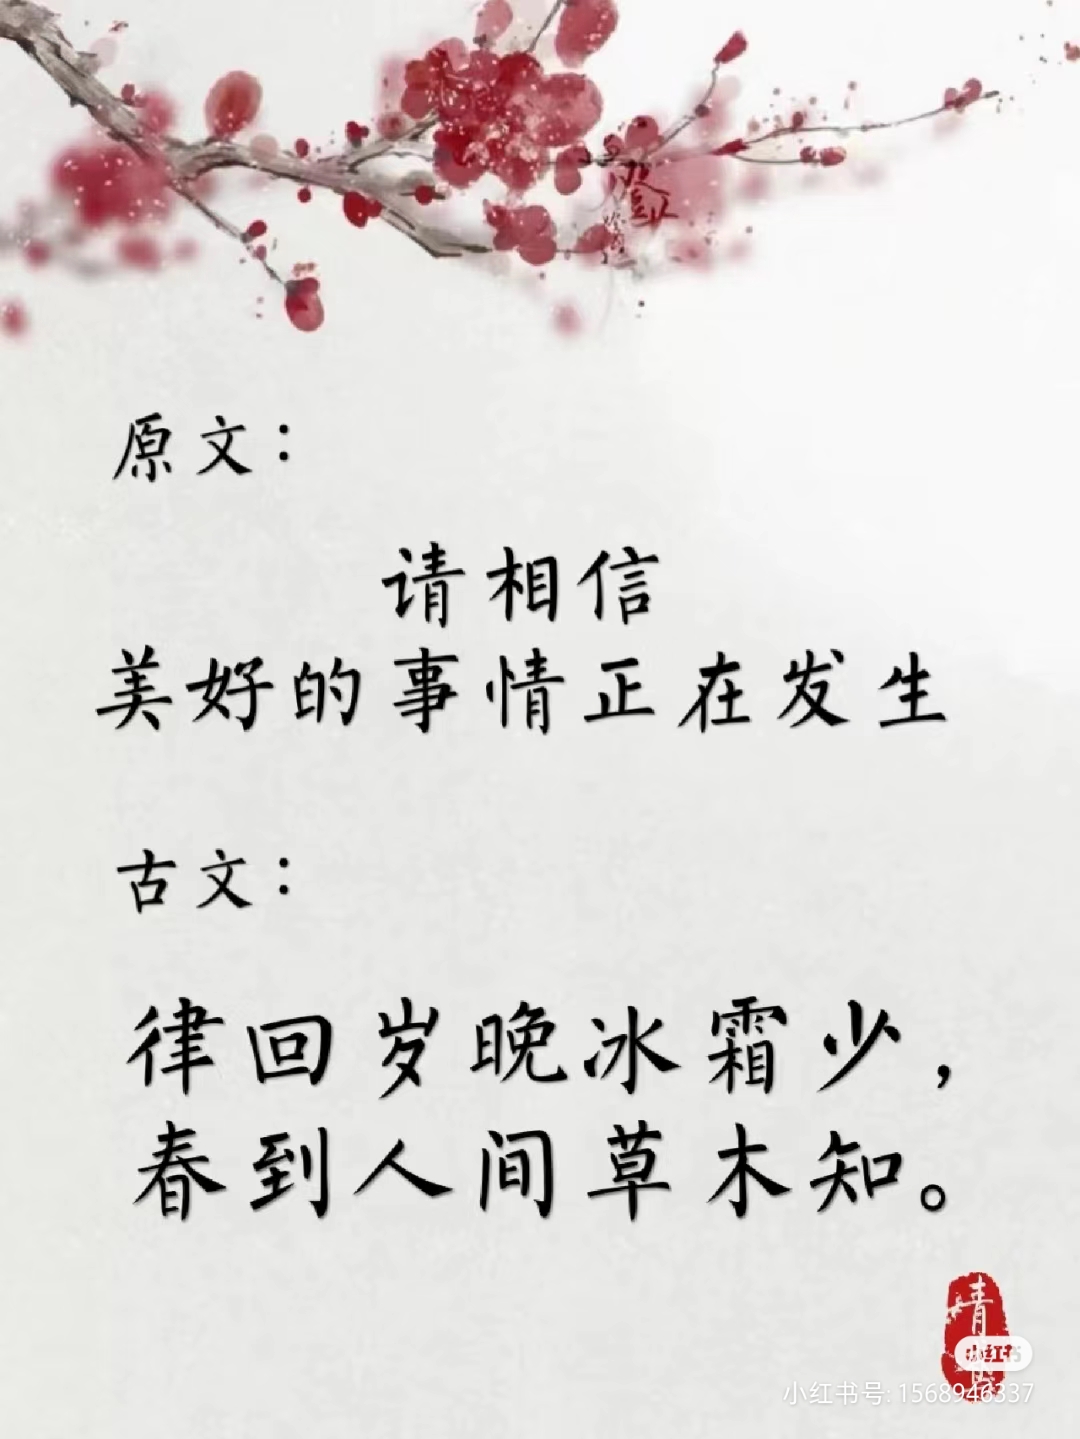 原文：
请相信
美好的事情正在发生
古文：
律回岁晚冰霜少，
春到人间草木知。
小红书
小红书号: 1568946337